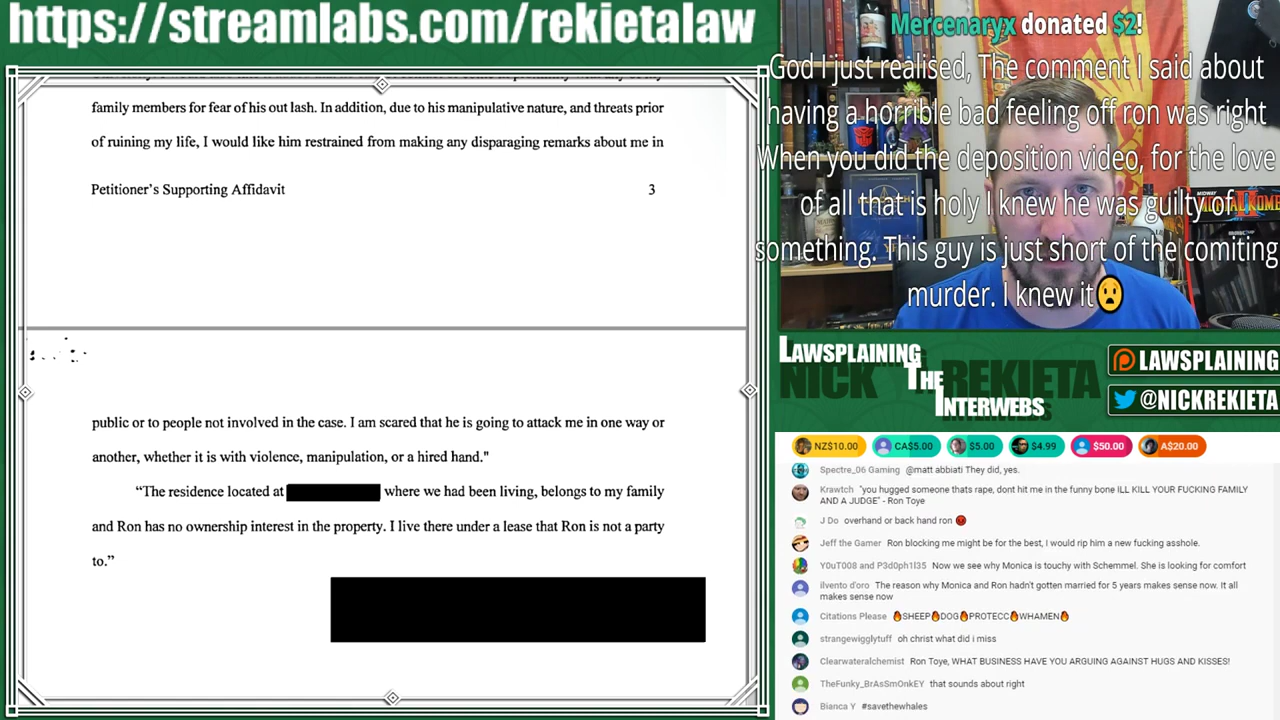 https://streamlabs.com/rekietalaw
family members for fear of his out lash. In addition, due to his manipulative nature, and threats prior
of ruining my life, I would like him restrained from making any disparaging remarks about me in
Petitioner's Supporting Affidavit 3
public or to people not involved in the case. I am scared that he is going to attack me in one way or
another, whether it is with violence, manipulation, or a hired hand."
"The residence located at where we had been living, belongs to my family
and Ron has no ownership interest in the property. I live there under a lease that Ron is not a party
to."
Mercenaryx donated $2!
God I just realised, The comment I said about
having a horrible bad feeling off ron was right
When you did the deposition video, for the love
of all that is holy I knew he was guilty of
something. This guy is just short of the comiting
murder. I knew it😧
MIDWAY
LAWSPLAINING
THE
INTERWEBS
NICK REKIETA
LAWSPLAINING
@NICKREKIETA
NZ$10.00 CA$5.00 $5.00 $4.99 $50.00 A$20.00
Spectre_06 Gaming @matt abbiati They did, yes.
Krawtch "you hugged someone thats rape, dont hit me in the funny bone ILL KILL YOUR FUCKING FAMILY
AND A JUDGE" - Ron Toye
J Do overhand or back hand ron 😡
Jeff the Gamer Ron blocking me might be for the best, I would rip him a new fucking asshole.
Y0uT008 and P3d0ph1l35 Now we see why Monica is touchy with Schemmel. She is looking for comfort
ilvento d'oro The reason why Monica and Ron hadn't gotten married for 5 years makes sense now. It all
makes sense now
Citations Please 🔥SHEEP🔥DOG🔥PROTECC🔥WHAMEN🔥
strangewigglytuff oh christ what did i miss
Clearwateralchemist Ron Toye, WHAT BUSINESS HAVE YOU ARGUING AGAINST HUGS AND KISSES!
TheFunky_BrAsSmOnkEY that sounds about right
Bianca Y #savethewhales